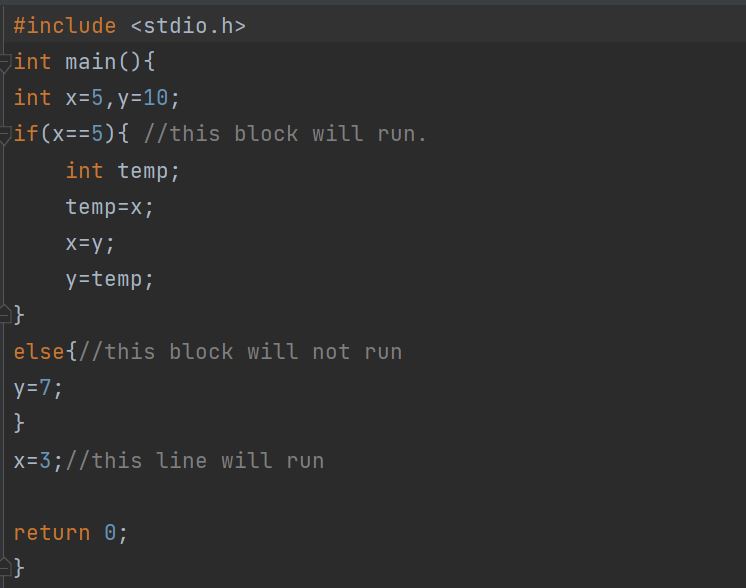 #include <stdio.h>
int main(){
int x=5,y=10;
if(x==5){ //this block will run.
    int temp;
    temp=x;
    x=y;
    y=temp;
}
else{//this block will not run
y=7;
}
x=3;//this line will run
return 0;
}